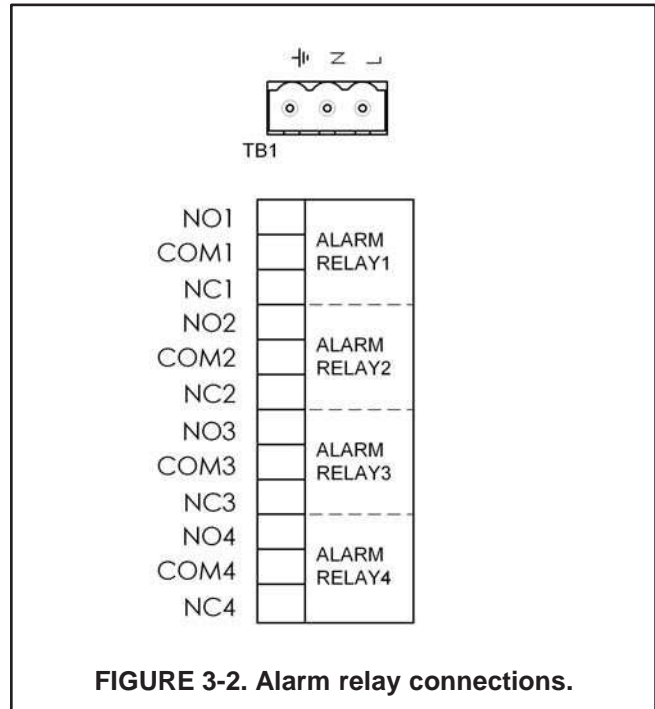 N L
TB1
NO1
COM1
NC1
ALARM
RELAY1
NO2
COM2
NC2
ALARM
RELAY2
NO3
COM3
NC3
ALARM
RELAY3
NO4
COM4
NC4
ALARM
RELAY4
FIGURE 3-2. Alarm relay connections.